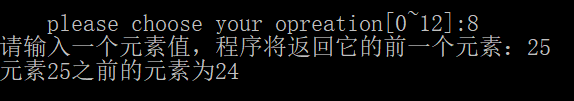 please choose your opreation[0~12]:8
请输入一个元素值，程序将返回它的前一个元素：25
元素25之前的元素为24